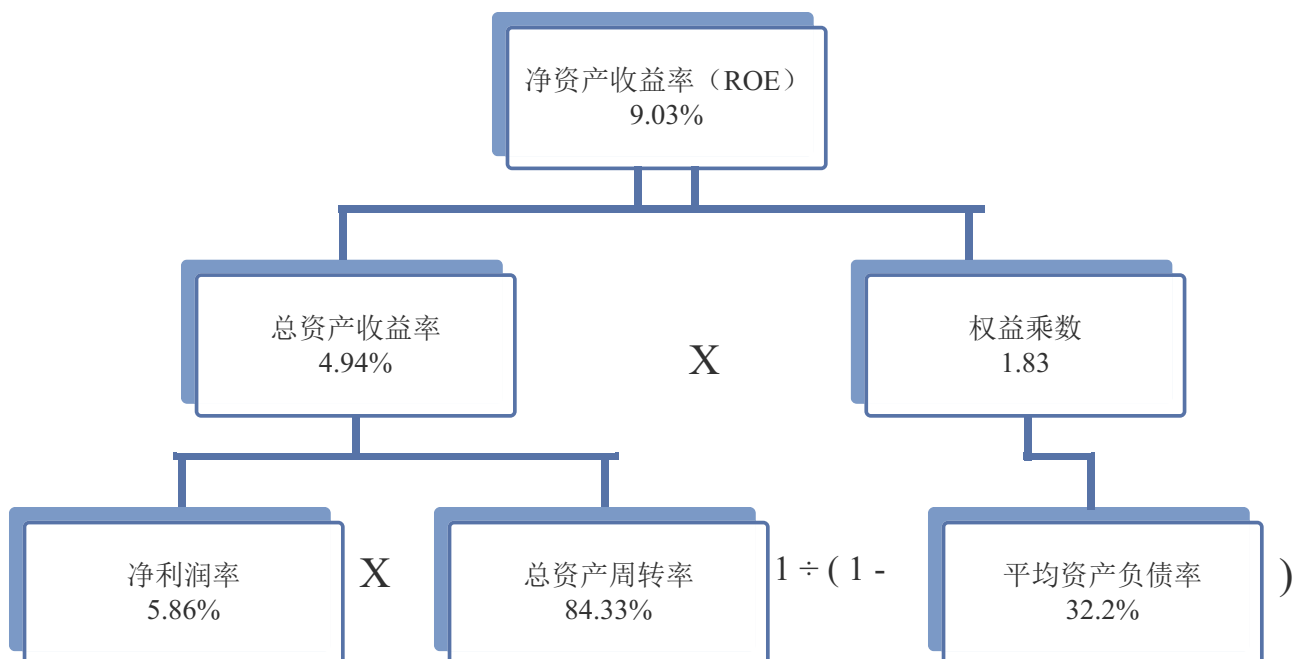 净资产收益率（ROE）
9.03%
总资产收益率
4.94%
X
权益乘数
1.83
净利润率
5.86%
X
总资产周转率
84.33%
1 ÷ ( 1 -
平均资产负债率
32.2%
)